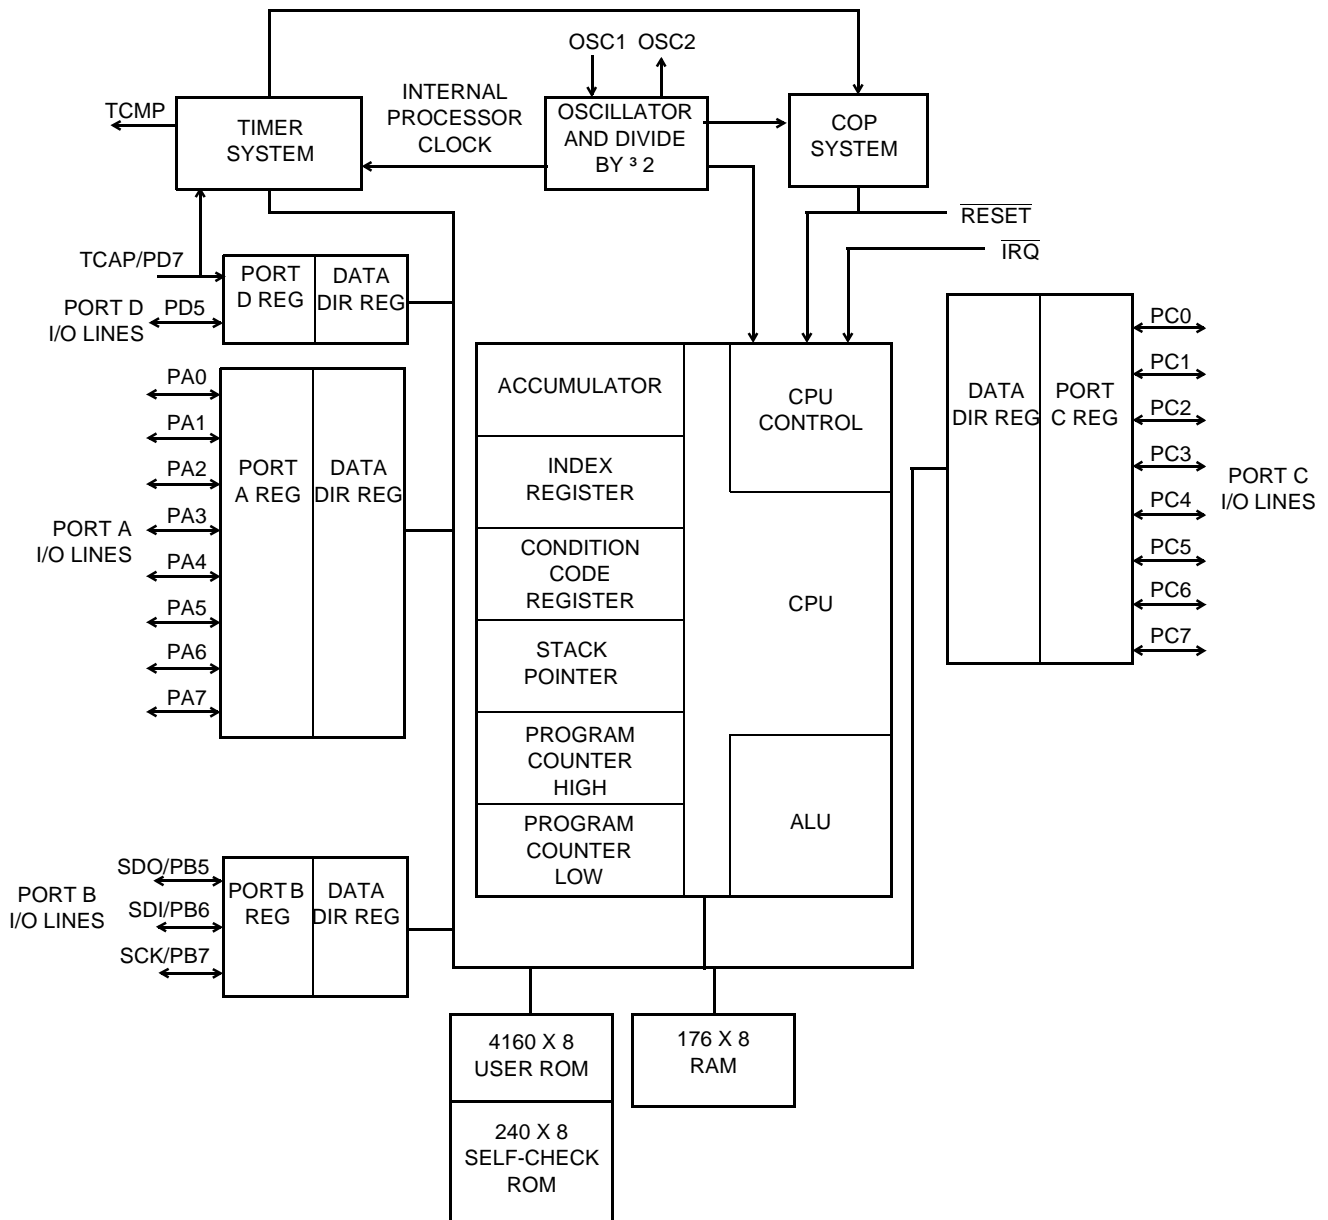 OSC1 OSC2
TCMP
TIMER
SYSTEM
INTERNAL
PROCESSOR
CLOCK
OSCILLATOR
AND DIVIDE
BY ³ 2
COP
SYSTEM
RESET
IRQ
TCAP/PD7
PORT D
I/O LINES
PD5
PORT
D REG
DATA
DIR REG
PORT A
I/O LINES
PA0
PA1
PA2
PA3
PA4
PA5
PA6
PA7
PORT
A REG
DATA
DIR REG
ACCUMULATOR
INDEX
REGISTER
CONDITION
CODE
REGISTER
STACK
POINTER
PROGRAM
COUNTER
HIGH
PROGRAM
COUNTER
LOW
CPU
CONTROL
CPU
ALU
DATA
DIR REG
PORT
C REG
PC0
PC1
PC2
PC3
PC4
PC5
PC6
PC7
PORT C
I/O LINES
PORT B
I/O LINES
SDO/PB5
SDI/PB6
SCK/PB7
PORT B
REG
DATA
DIR REG
4160 X 8
USER ROM
240 X 8
SELF-CHECK
ROM
176 X 8
RAM